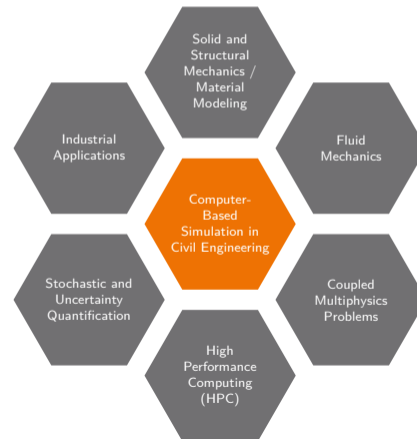 Solid and
Structural
Mechanics /
Material
Modeling
Industrial
Applications
Fluid
Mechanics
Computer-
Based
Simulation in
Civil Engineering
Stochastic and
Uncertainty
Quantification
Coupled
Multiphysics
Problems
High
Performance
Computing
(HPC)